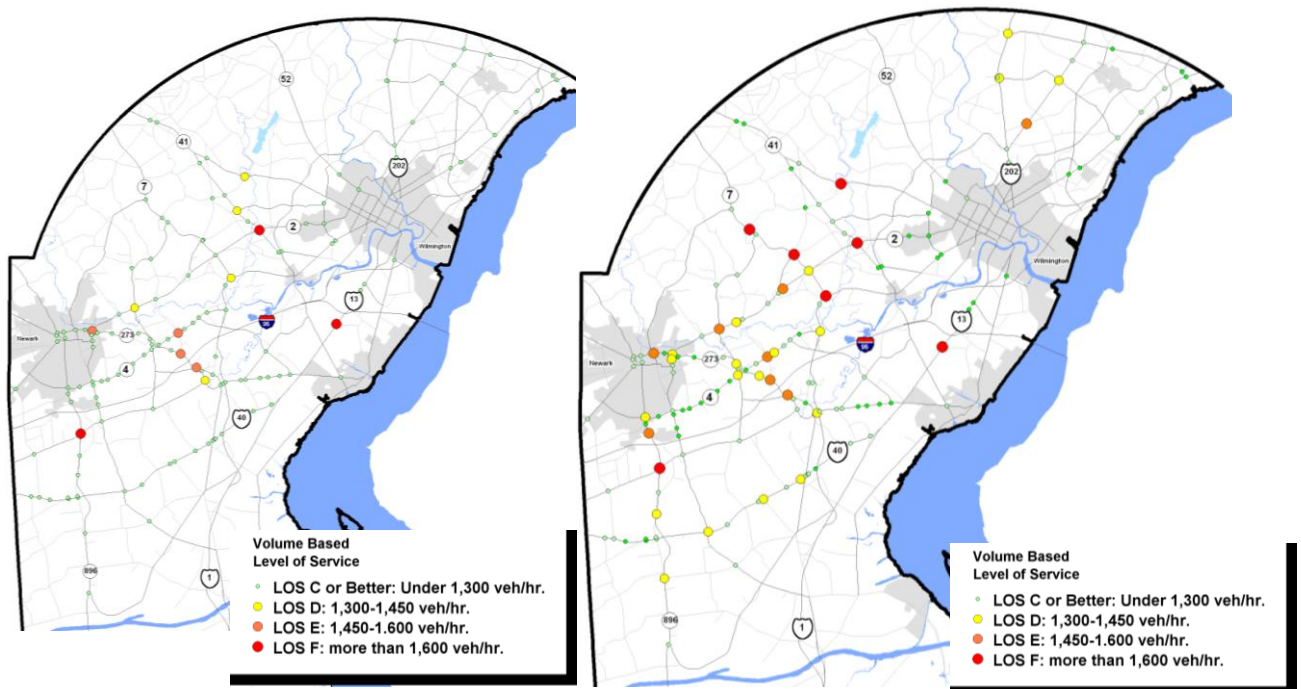 52
41
202
7
2
Wilmington
13
95
Newark
273
4
40
896
1
Volume Based
Level of Service
LOS C or Better: Under 1,300 veh/hr.
LOS D: 1,300-1,450 veh/hr.
LOS E: 1,450-1.600 veh/hr.
LOS F: more than 1,600 veh/hr.
52
41
202
7
2
Wilmington
13
95
Newark
273
4
40
896
1
Volume Based
Level of Service
LOS C or Better: Under 1,300 veh/hr.
LOS D: 1,300-1,450 veh/hr.
LOS E: 1,450-1.600 veh/hr.
LOS F: more than 1,600 veh/hr.